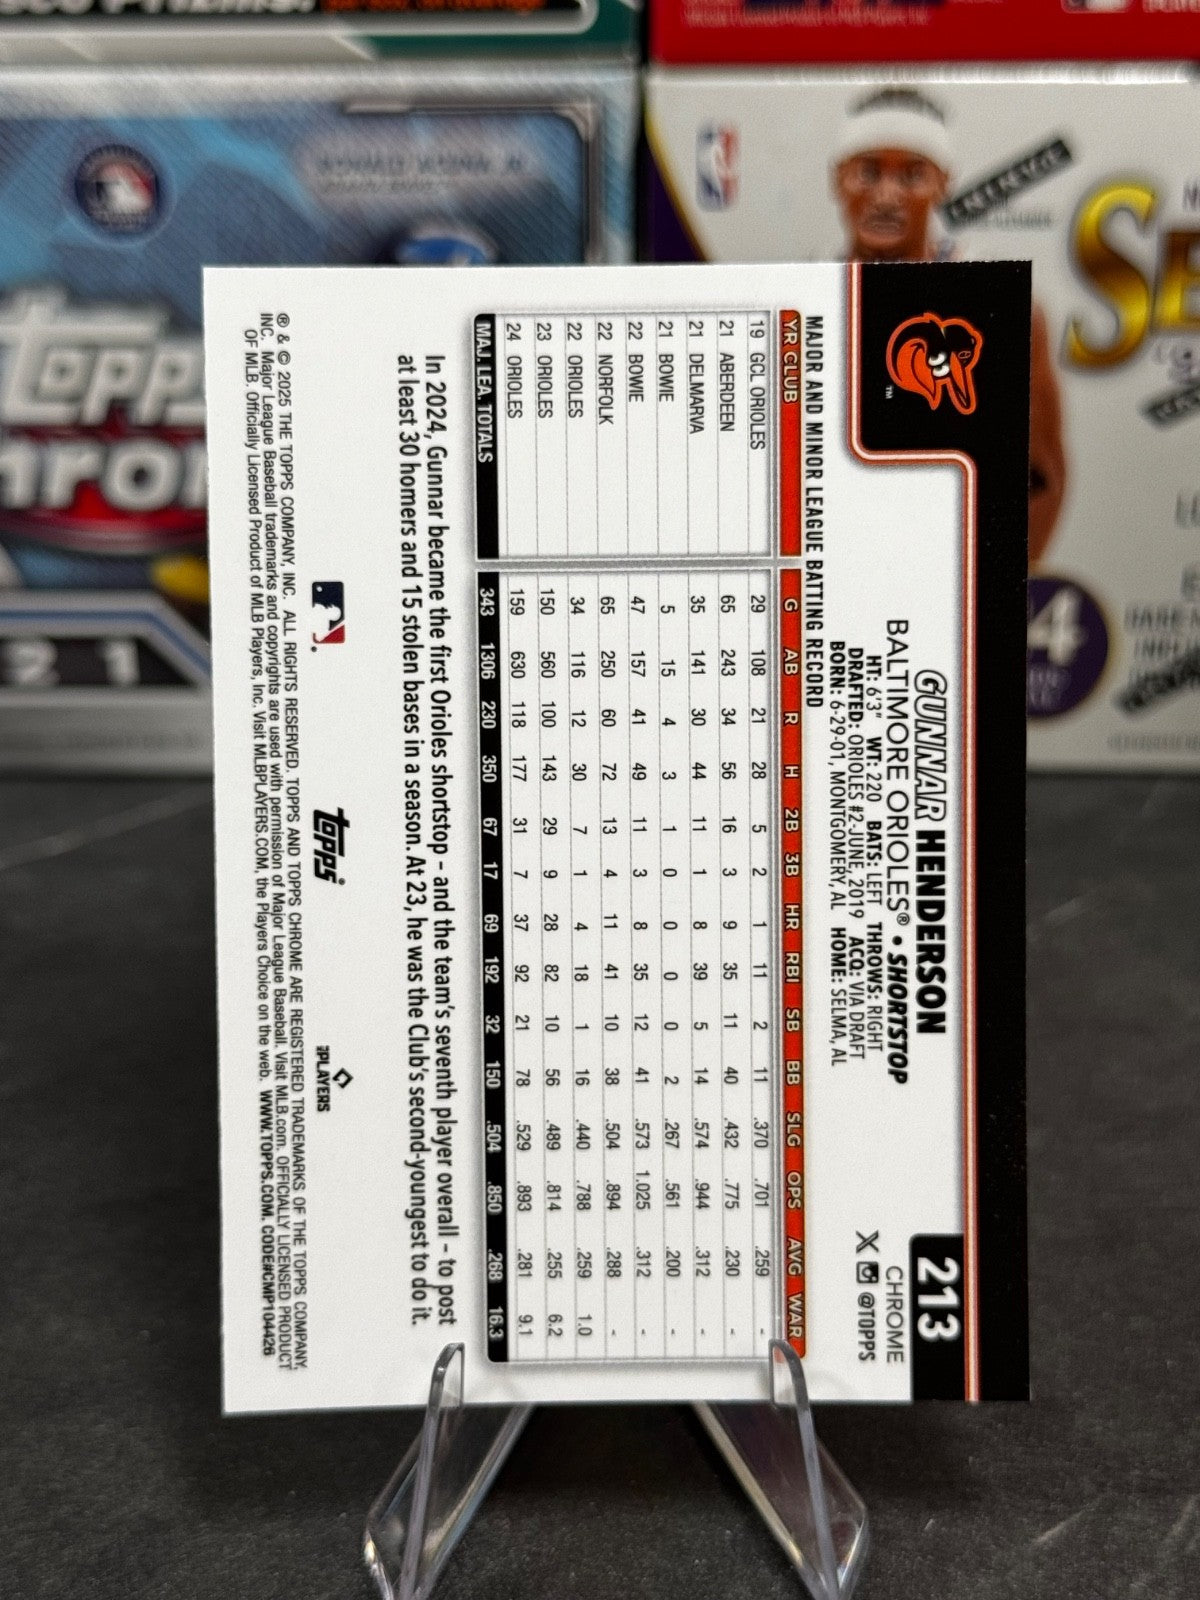 213
CHROME
@TOPPS
GUNNAR HENDERSON
BALTIMORE ORIOLES® • SHORTSTOP
HT: 6'3" WT: 220 BATS: LEFT THROWS: RIGHT
DRAFTED: ORIOLES #2-JUNE, 2019 ACQ: VIA DRAFT
BORN: 6-29-01, MONTGOMERY, AL HOME: SELMA, AL
TM
MAJOR AND MINOR LEAGUE BATTING RECORD
YR CLUB G AB R H 2B 3B HR RBI SB BB SLG OPS AVG WAR
19 GCL ORIOLES 29 108 21 28 5 2 1 11 2 11 .370 .701 .259 -
21 ABERDEEN 65 243 34 56 16 3 9 35 11 40 .432 .775 .230 -
21 DELMARVA 35 141 30 44 11 1 8 39 5 14 .574 .944 .312 -
21 BOWIE 5 15 4 3 1 0 0 0 0 2 .267 .561 .200 -
22 BOWIE 47 157 41 49 11 3 8 35 12 41 .573 1.025 .312 -
22 NORFOLK 65 250 60 72 13 4 11 41 10 38 .504 .894 .288 -
22 ORIOLES 34 116 12 30 7 1 4 18 1 16 .440 .788 .259 1.0
23 ORIOLES 150 560 100 143 29 9 28 82 10 56 .489 .814 .255 6.2
24 ORIOLES 159 630 118 177 31 7 37 92 21 78 .529 .893 .281 9.1
MAJ. LEA. TOTALS 343 1306 230 350 67 17 69 192 32 150 .504 .850 .268 16.3
In 2024, Gunnar became the first Orioles shortstop – and the team's seventh player overall – to post
at least 30 homers and 15 stolen bases in a season. At 23, he was the Club's second-youngest to do it.
topps®
PLAYERS
® & © 2025 THE TOPPS COMPANY, INC. ALL RIGHTS RESERVED. TOPPS AND TOPPS CHROME ARE REGISTERED TRADEMARKS OF THE TOPPS COMPANY,
INC. Major League Baseball trademarks and copyrights are used with permission of Major League Baseball. Visit MLB.com. OFFICIALLY LICENSED PRODUCT
OF MLB. Officially Licensed Product of MLB Players, Inc. Visit MLBPLAYERS.COM, the Players Choice on the web. WWW.TOPPS.COM. CODE#CMP104426